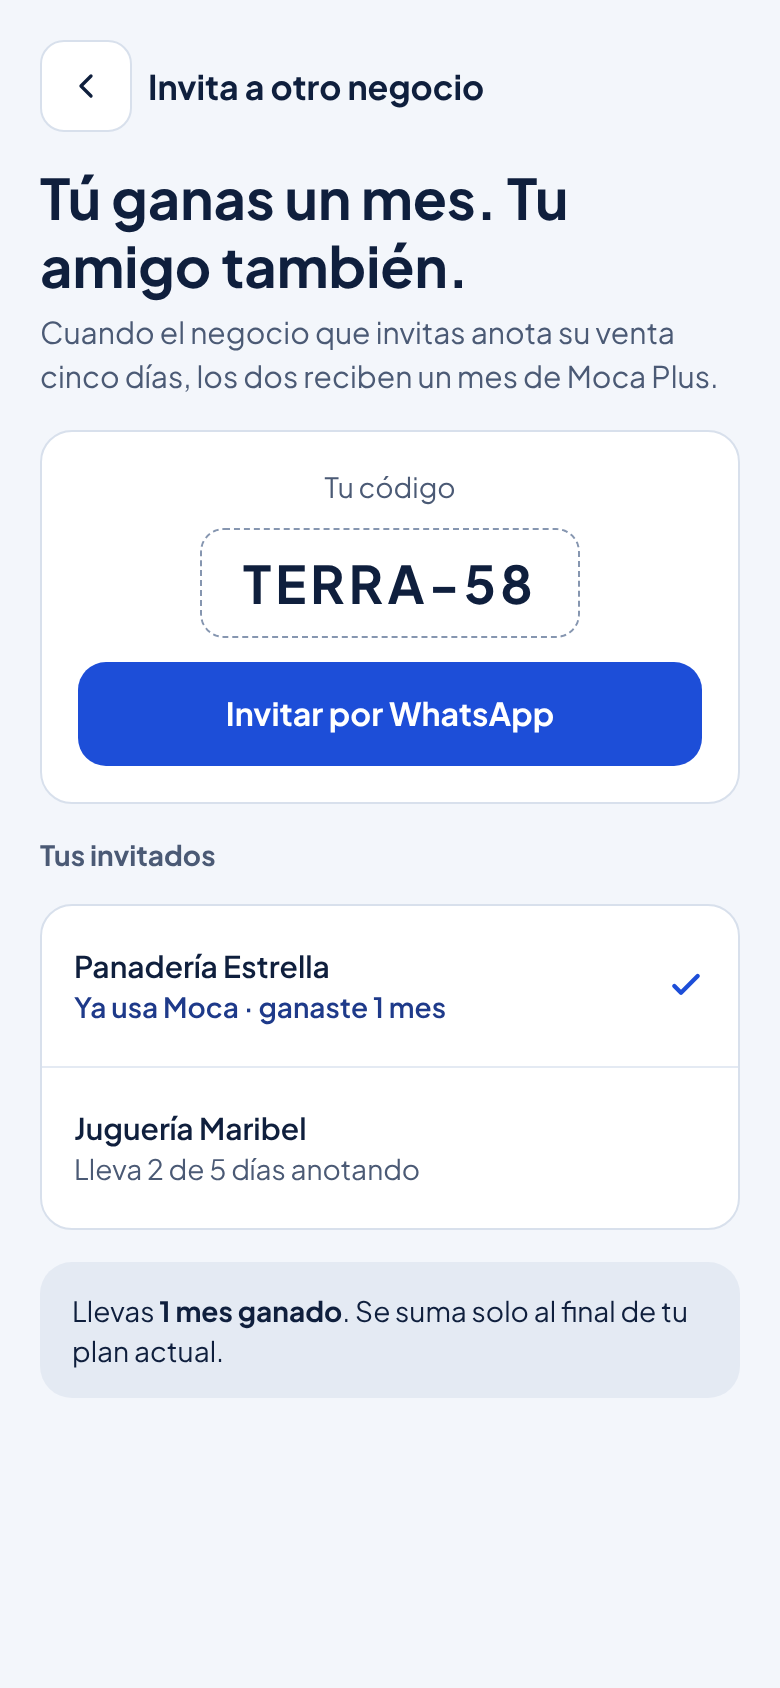 Invita a otro negocio
Tú ganas un mes. Tu
amigo también.
Cuando el negocio que invitas anota su venta
cinco días, los dos reciben un mes de Moca Plus.
Tu código
TERRA-58
Invitar por WhatsApp
Tus invitados
Panadería Estrella
Ya usa Moca · ganaste 1 mes
Juguería Maribel
Lleva 2 de 5 días anotando
Llevas 1 mes ganado. Se suma solo al final de tu
plan actual.